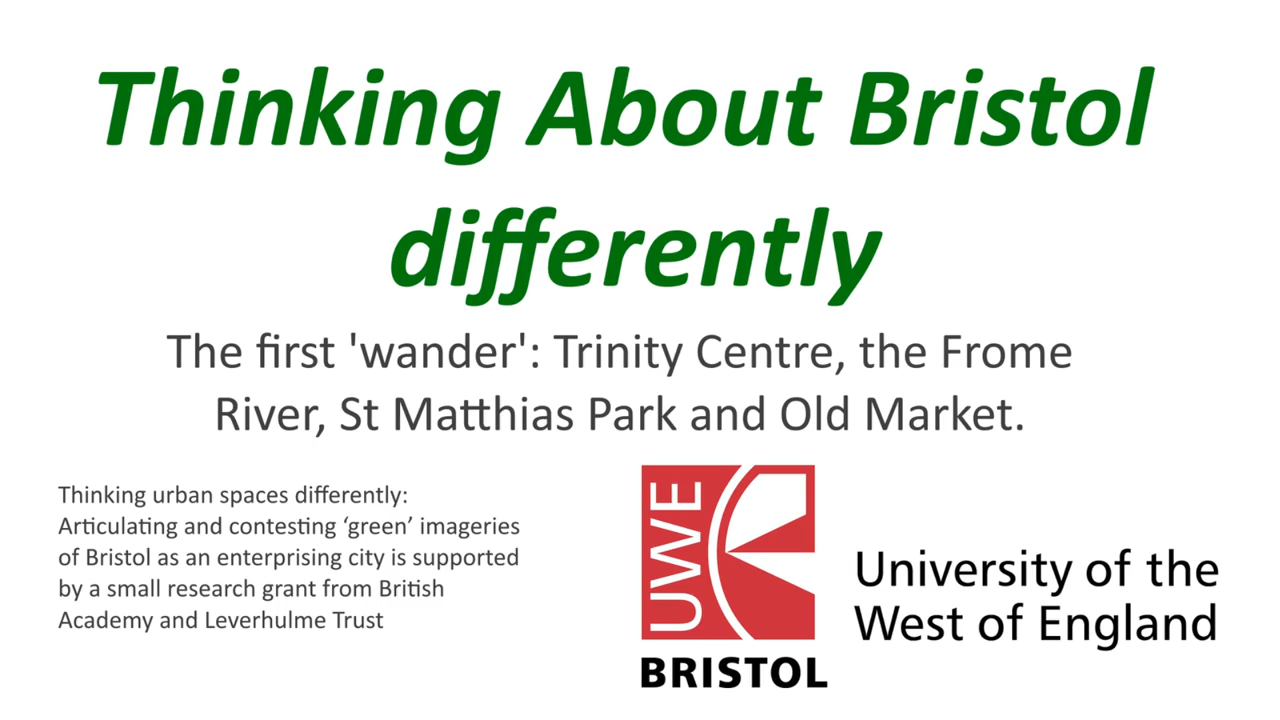 Thinking About Bristol
differently
The first 'wander': Trinity Centre, the Frome
River, St Matthias Park and Old Market.
Thinking urban spaces differently:
Articulating and contesting ‘green’ imageries
of Bristol as an enterprising city is supported
by a small research grant from British
Academy and Leverhulme Trust
UWE
BRISTOL
University of the
West of England